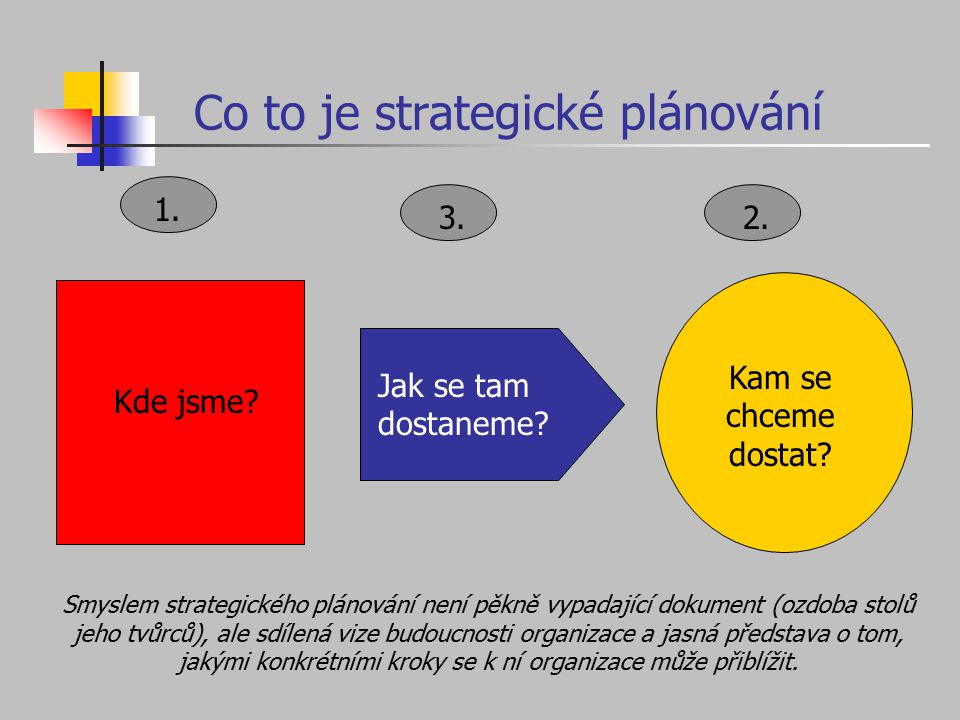 Co to je strategické plánování
1.
3.
2.
Kde jsme?
Jak se tam
dostaneme?
Kam se
chceme
dostat?
Smyslem strategického plánování není pěkně vypadající dokument (ozdoba stolů
jeho tvůrců), ale sdílená vize budoucnosti organizace a jasná představa o tom,
jakými konkrétními kroky se k ní organizace může přiblížit.